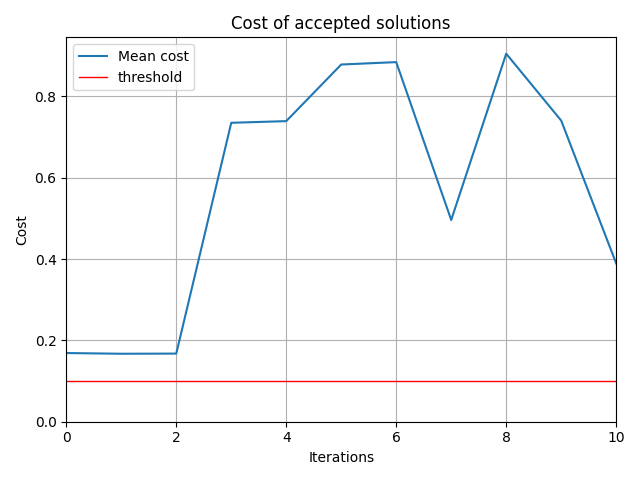 Cost of accepted solutions
Mean cost
threshold
Cost
0.8
0.6
0.4
0.2
0.0
0 2 4 6 8 10
Iterations